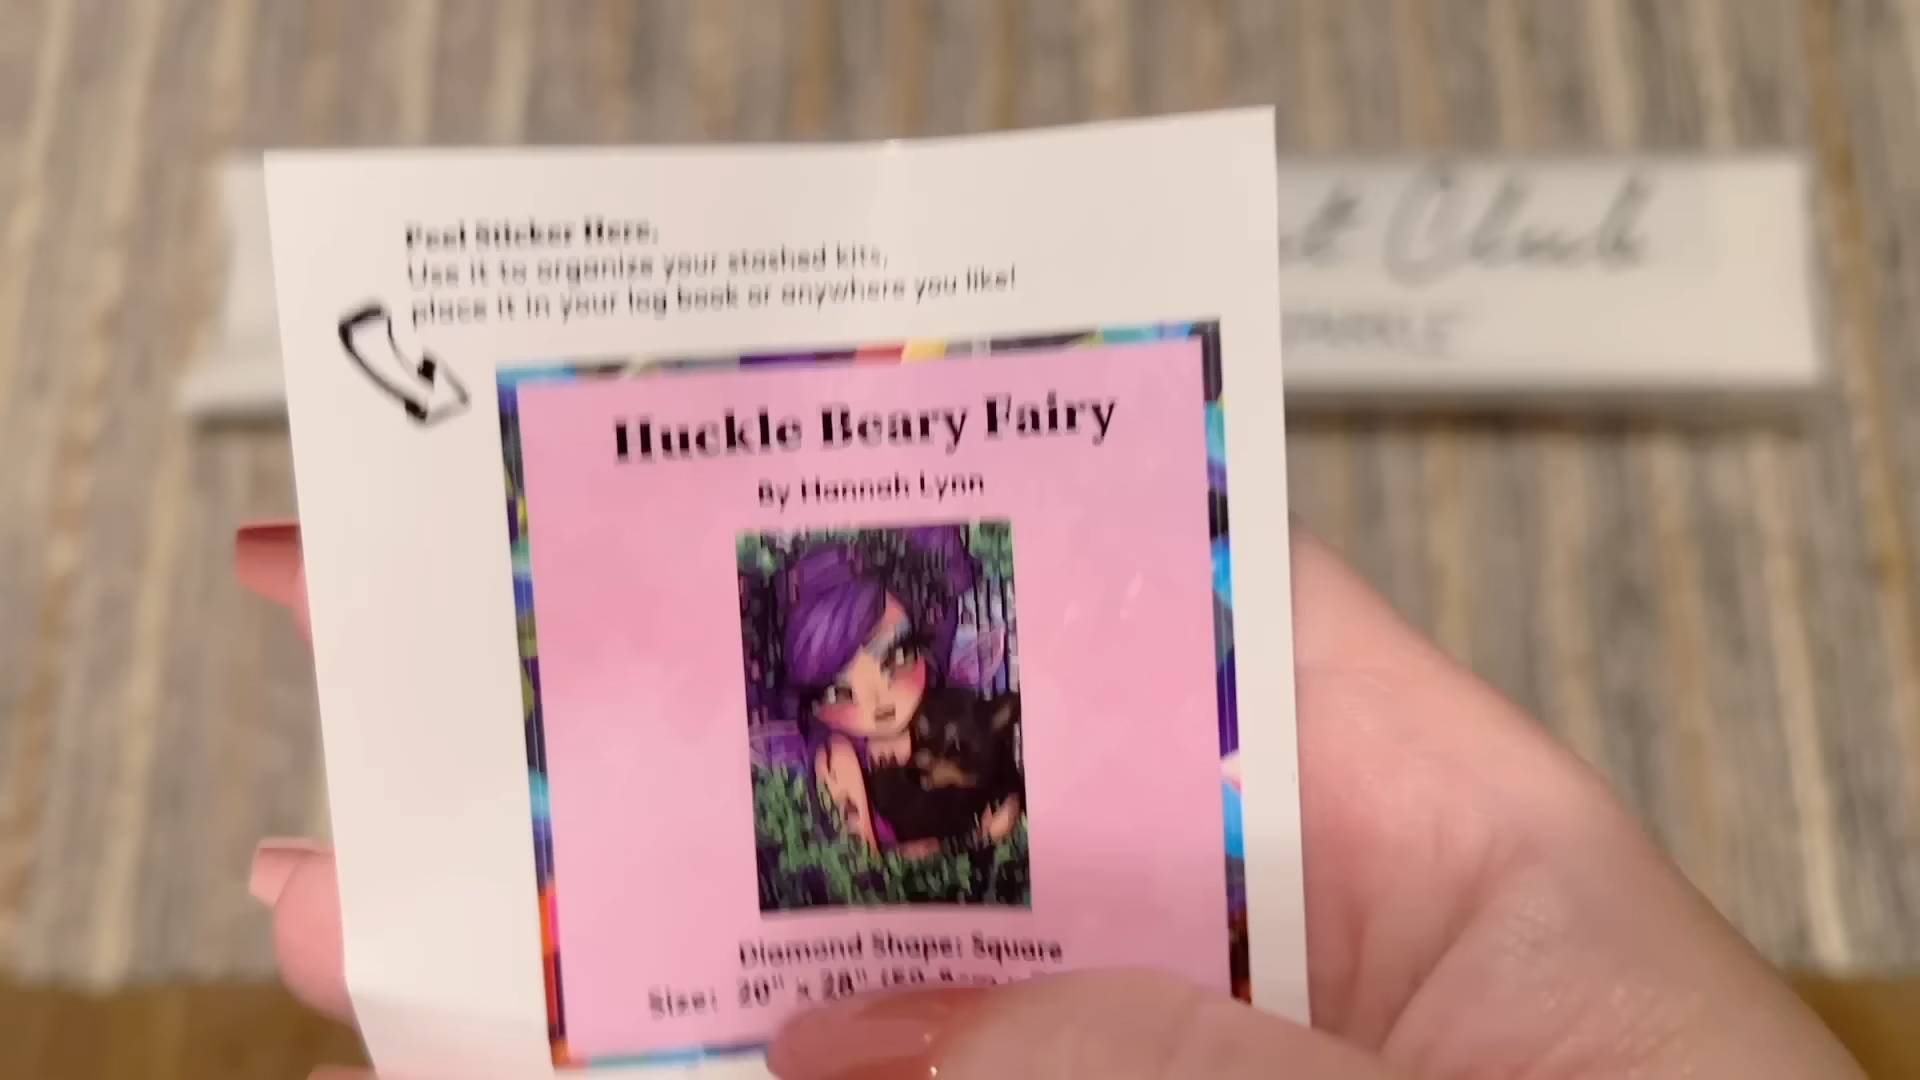 Peel Sticker Here.
Use it to organize your stashed kits,
place it in your log book or anywhere you like!
Huckle Beary Fairy
By Hannah Lynn
Diamond Shape: Square
Size: 20" x 28"
Club